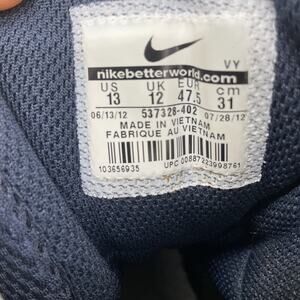 VY
nikebetterworld.com
US UK EUR cm
13 12 47.5 31
06/13/12 537328-402 07/28/12
MADE IN VIETNAM
FABRIQUE AU VIETNAM
103656935 UPC 00887223998761